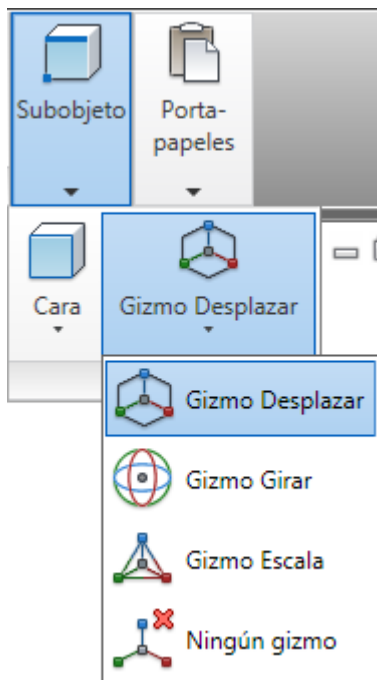 Subobjeto
Porta-
papeles
Cara
Gizmo Desplazar
Gizmo Desplazar
Gizmo Girar
Gizmo Escala
Ningún gizmo